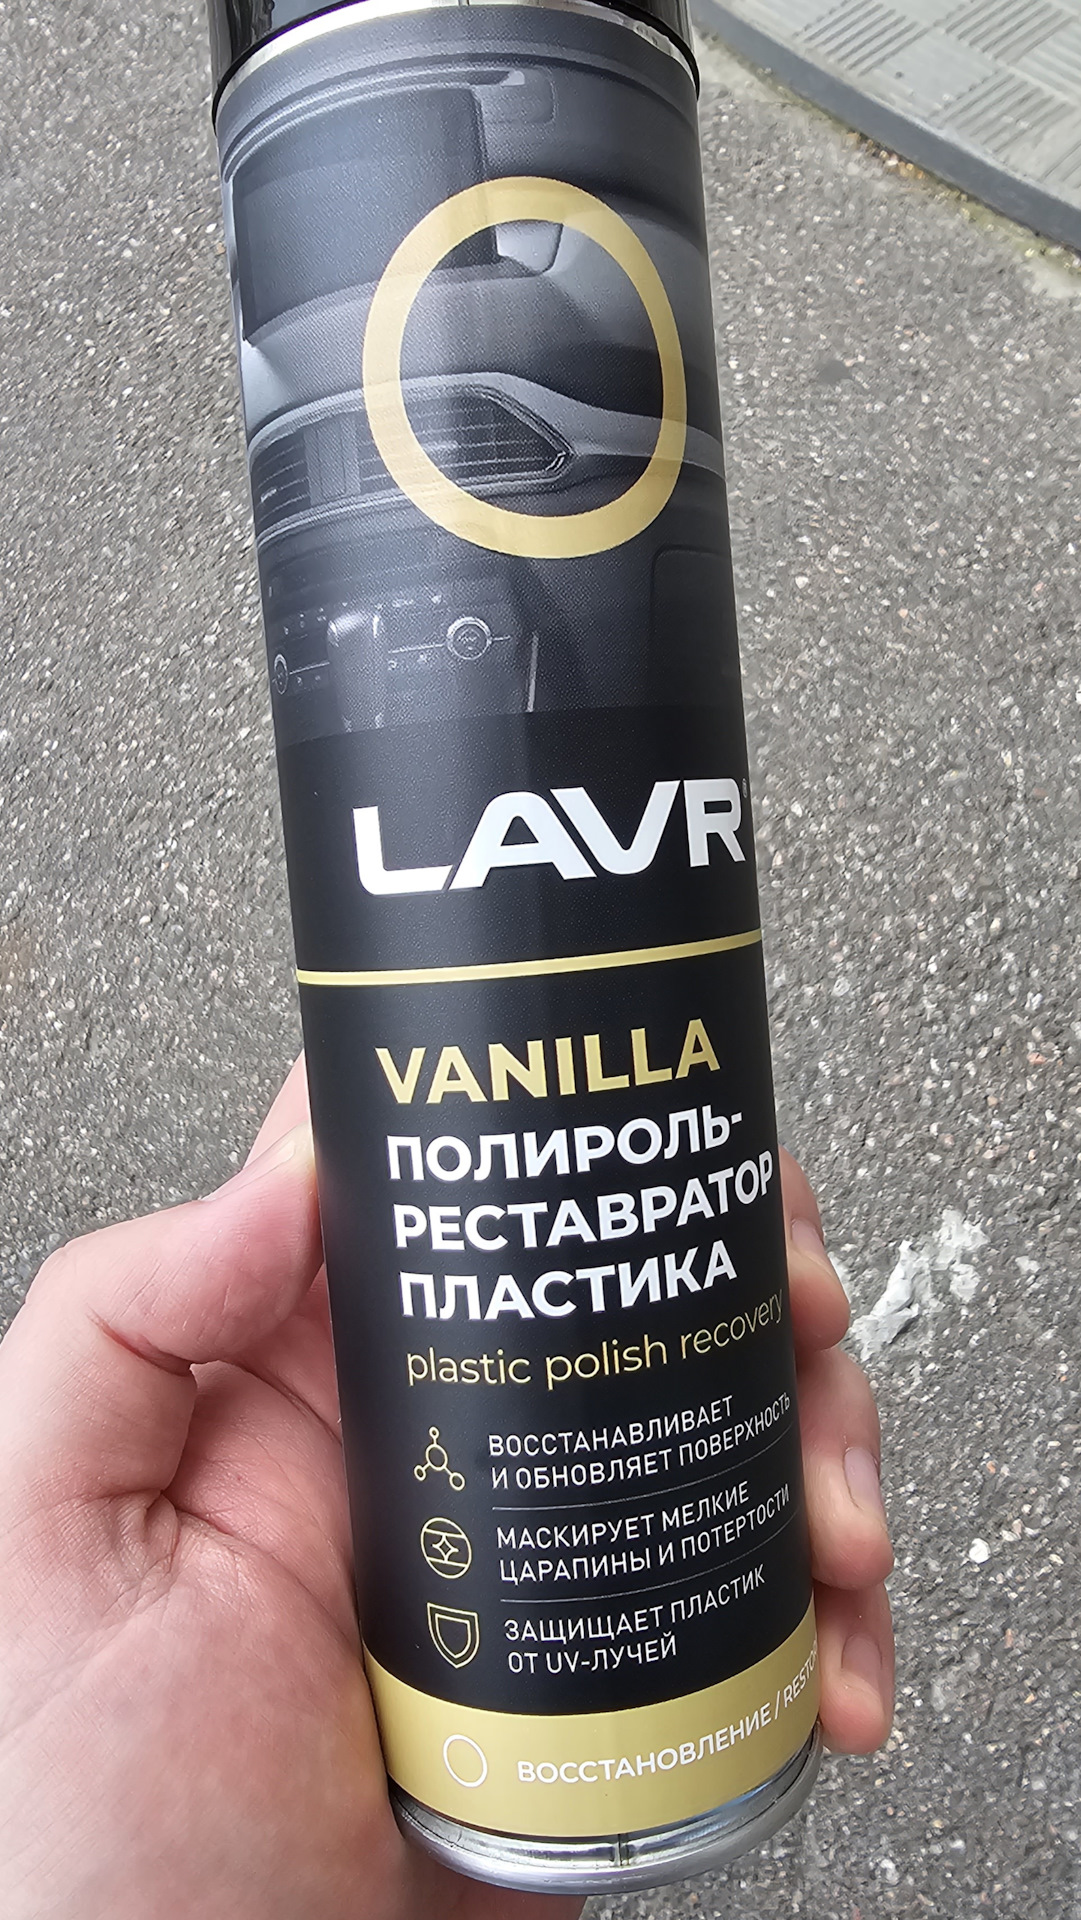 LAVR®
VANILLA
ПОЛИРОЛЬ-
РЕСТАВРАТОР
ПЛАСТИКА
plastic polish recovery
ВОССТАНАВЛИВАЕТ
И ОБНОВЛЯЕТ ПОВЕРХНОСТЬ
МАСКИРУЕТ МЕЛКИЕ
ЦАРАПИНЫ И ПОТЕРТОСТИ
ЗАЩИЩАЕТ ПЛАСТИК
ОТ UV-ЛУЧЕЙ
ВОССТАНОВЛЕНИЕ /